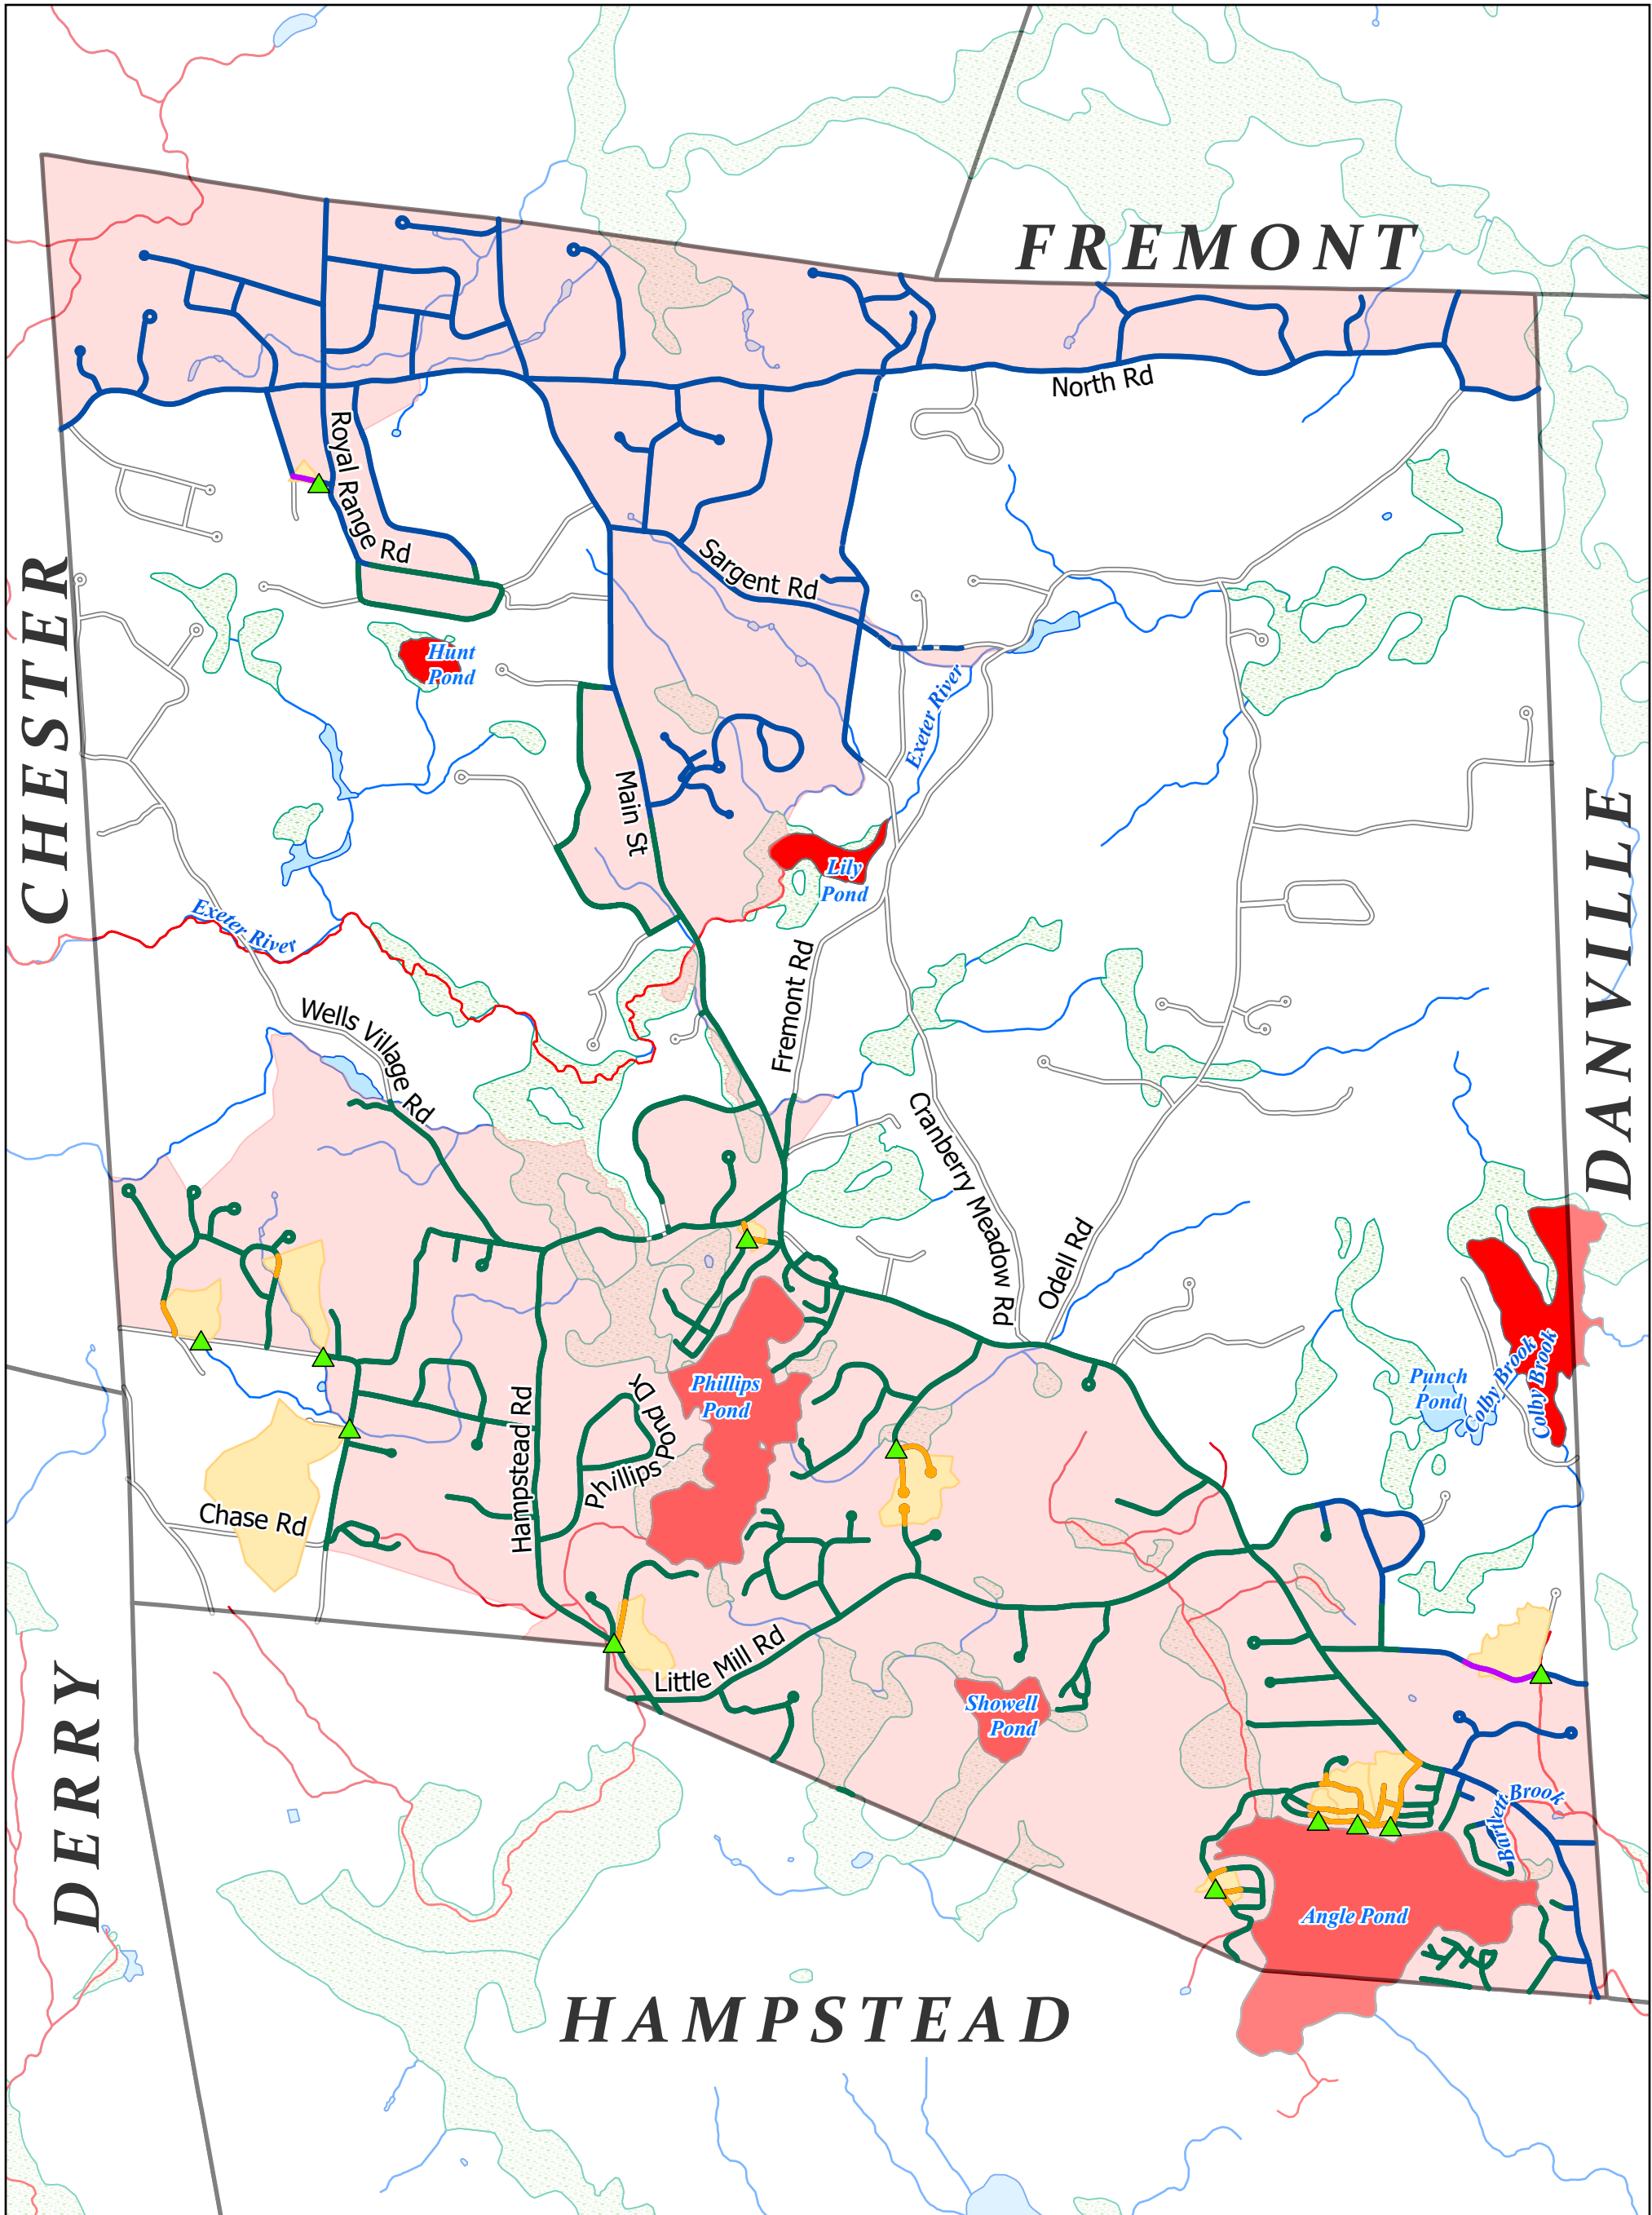 FREMONT
North Rd
Royal Range Rd
Sargent Rd
CHESTER
Hunt
Pond
Exeter River
Main St
DANVILLE
Lily
Pond
Exeter River
Fremont Rd
Wells Village Rd
Cranberry Meadow Rd
Odell Rd
Phillips
Pond
Punch
Pond
Colby Brook
Colby Brook
Hampstead Rd
Phillips Pond Dr
Chase Rd
Little Mill Rd
Showell
Pond
DERRY
Bartlett Brook
Angle Pond
HAMPSTEAD